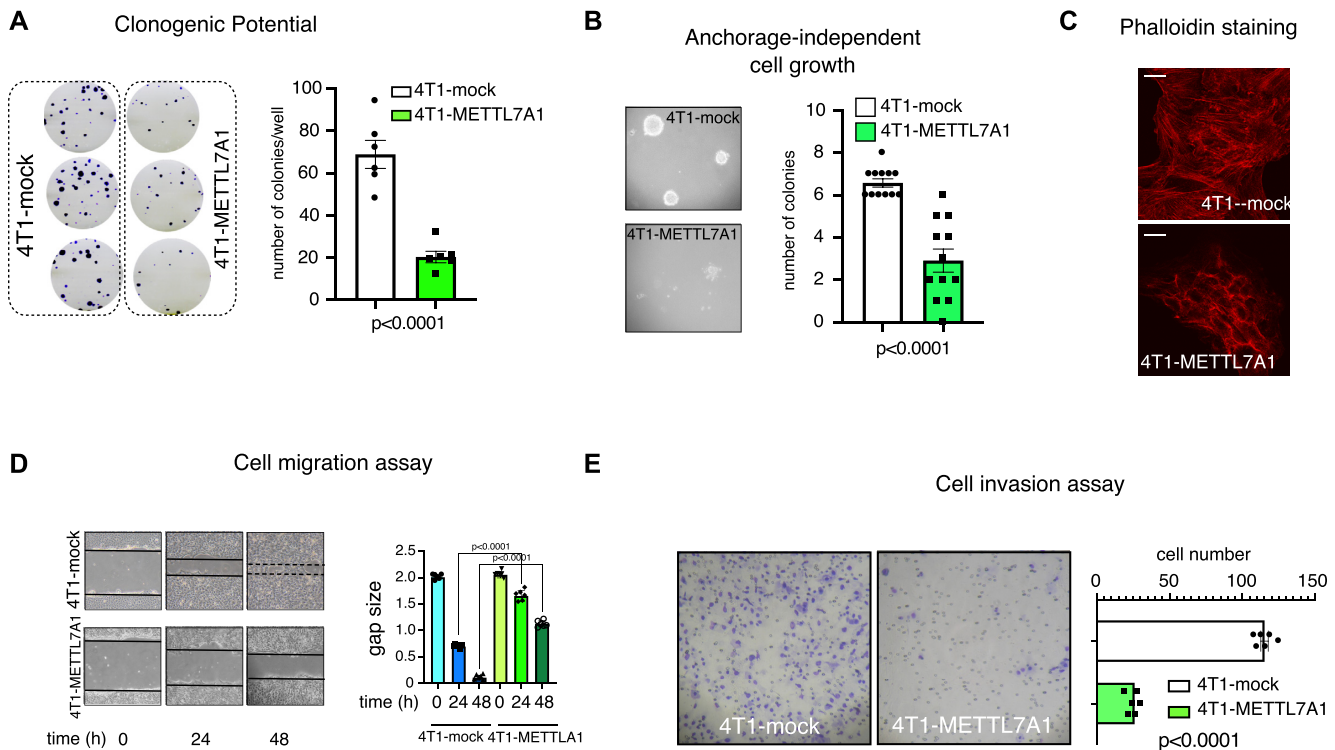 A
Clonogenic Potential
4T1-mock
4T1-METTL7A1
number of colonies/well
100
80
60
40
20
0
4T1-mock
4T1-METTL7A1
p<0.0001
B
Anchorage-independent
cell growth
4T1-mock
4T1-METTL7A1
number of colonies
10
8
6
4
2
0
4T1-mock
4T1-METTL7A1
p<0.0001
C
Phalloidin staining
4T1--mock
4T1-METTL7A1
D
Cell migration assay
4T1-mock
4T1-METTL7A1
time (h) 0 24 48
gap size
2.5
2.0
1.5
1.0
0.5
0
p<0.0001
p<0.0001
time (h) 0 24 48 0 24 48
4T1-mock 4T1-METTLA1
E
Cell invasion assay
4T1-mock
4T1-METTL7A1
cell number
0 50 100 150
4T1-mock
4T1-METTL7A1
p<0.0001